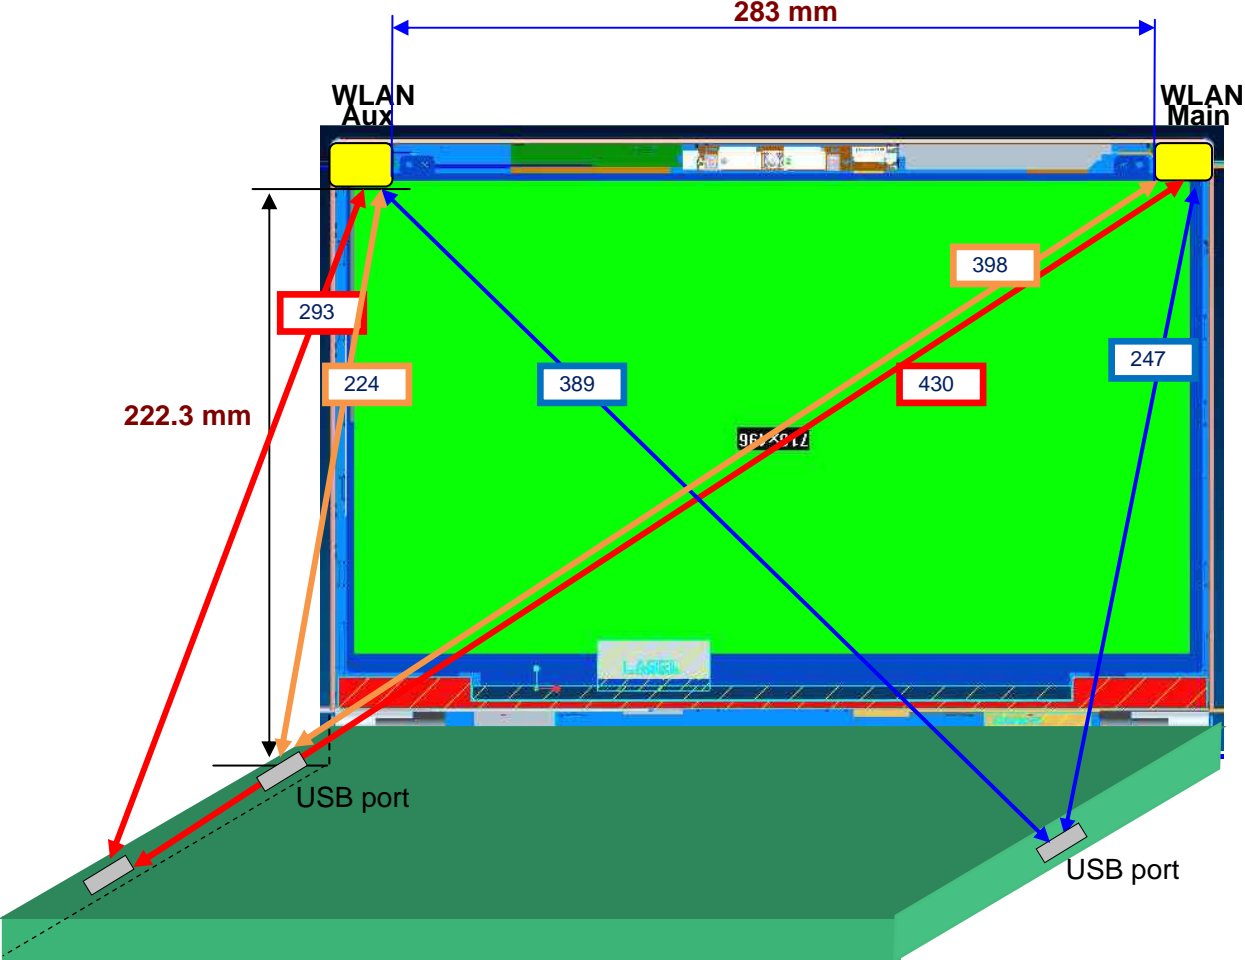 283 mm
WLAN
Aux
WLAN
Main
398
293
247
224
389
430
222.3 mm
LABEL
USB port
USB port